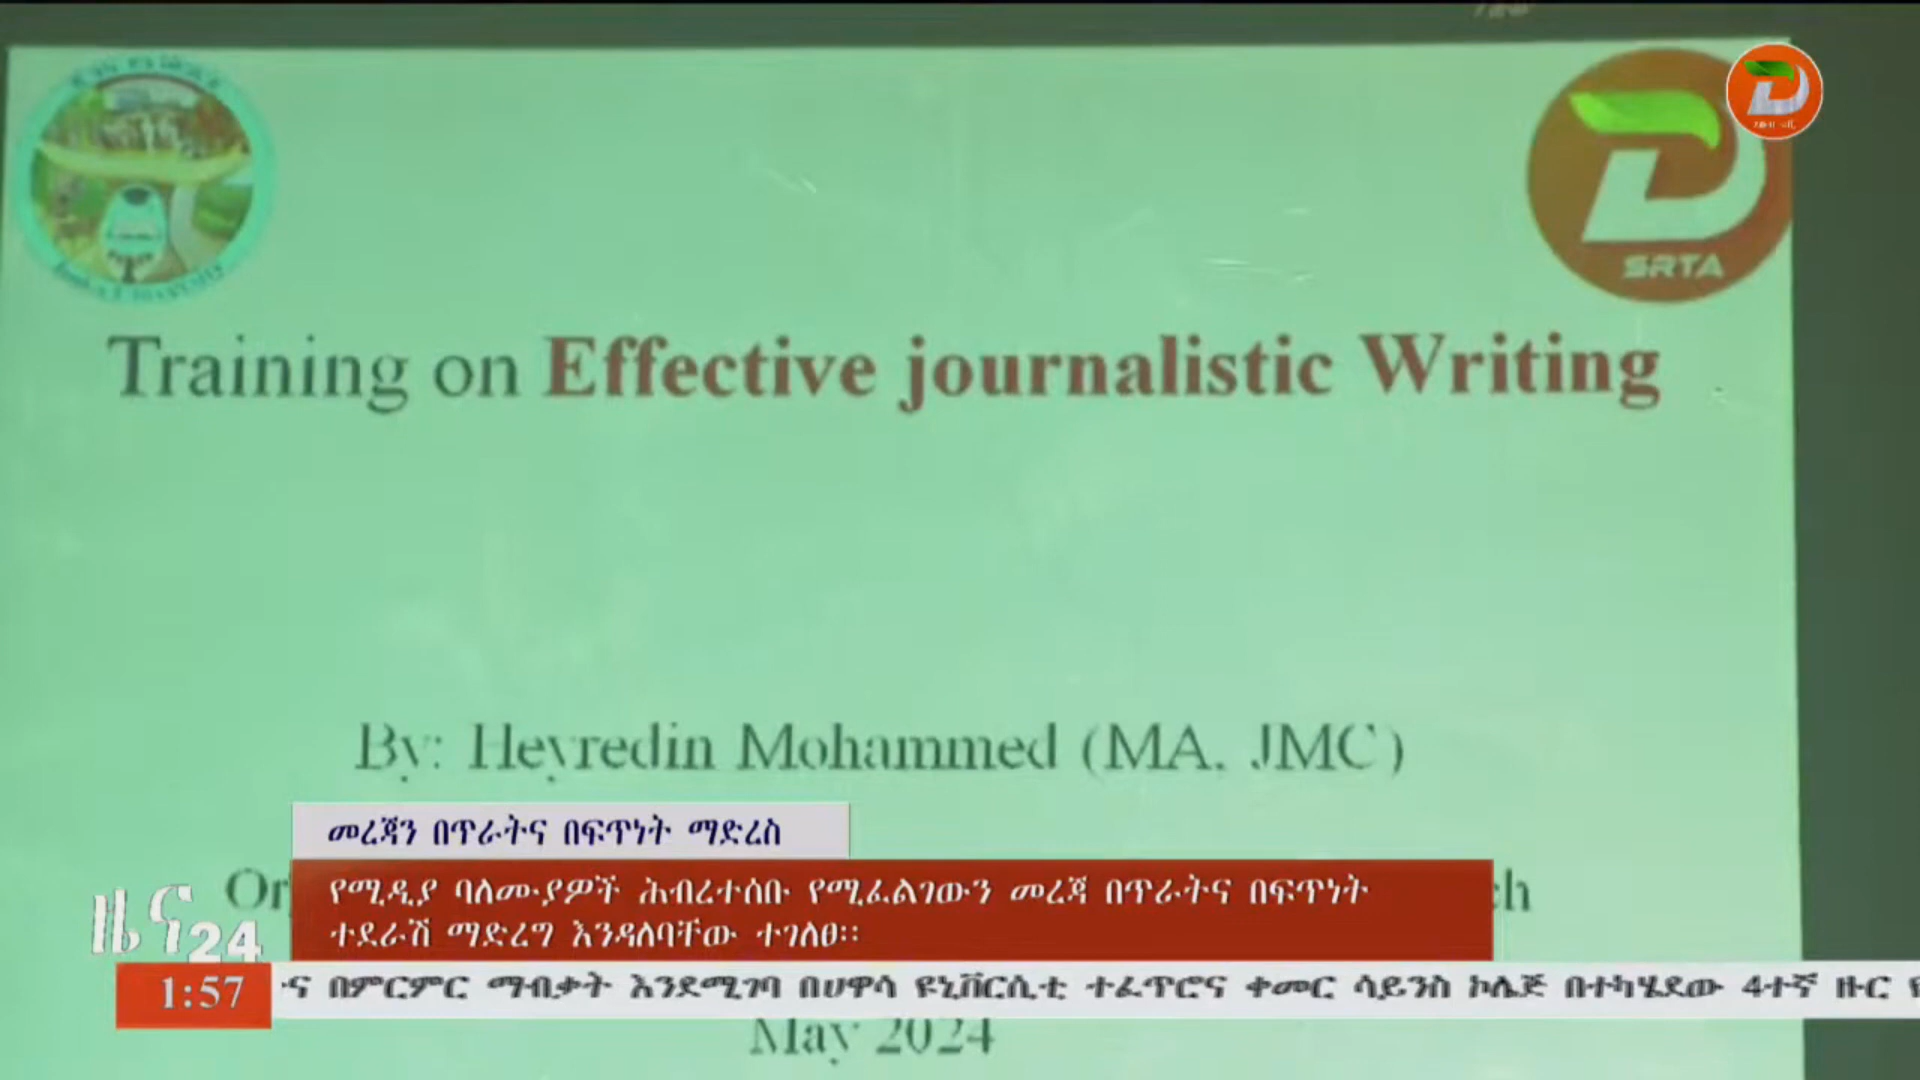 SRTA
Training on Effective journalistic Writing
By: Heyredin Mohammed (MA, JMC)
መረጃን በጥራትና በፍጥነት ማድረስ
የሚዲያ ባለሙያዎች ሕብረተሰቡ የሚፈልገውን መረጃ በጥራትና በፍጥነት
ተደራሽ ማድረግ እንዳለባቸው ተገለፀ።
ዜና 24
1:57
ና በምርምር ማብቃት እንደሚገባ በሀዋሳ ዩኒቨርሲቲ ተፈጥሮና ቀመር ሳይንስ ኮሌጅ በተካሄደው 4ተኛ ዙር
May 2024